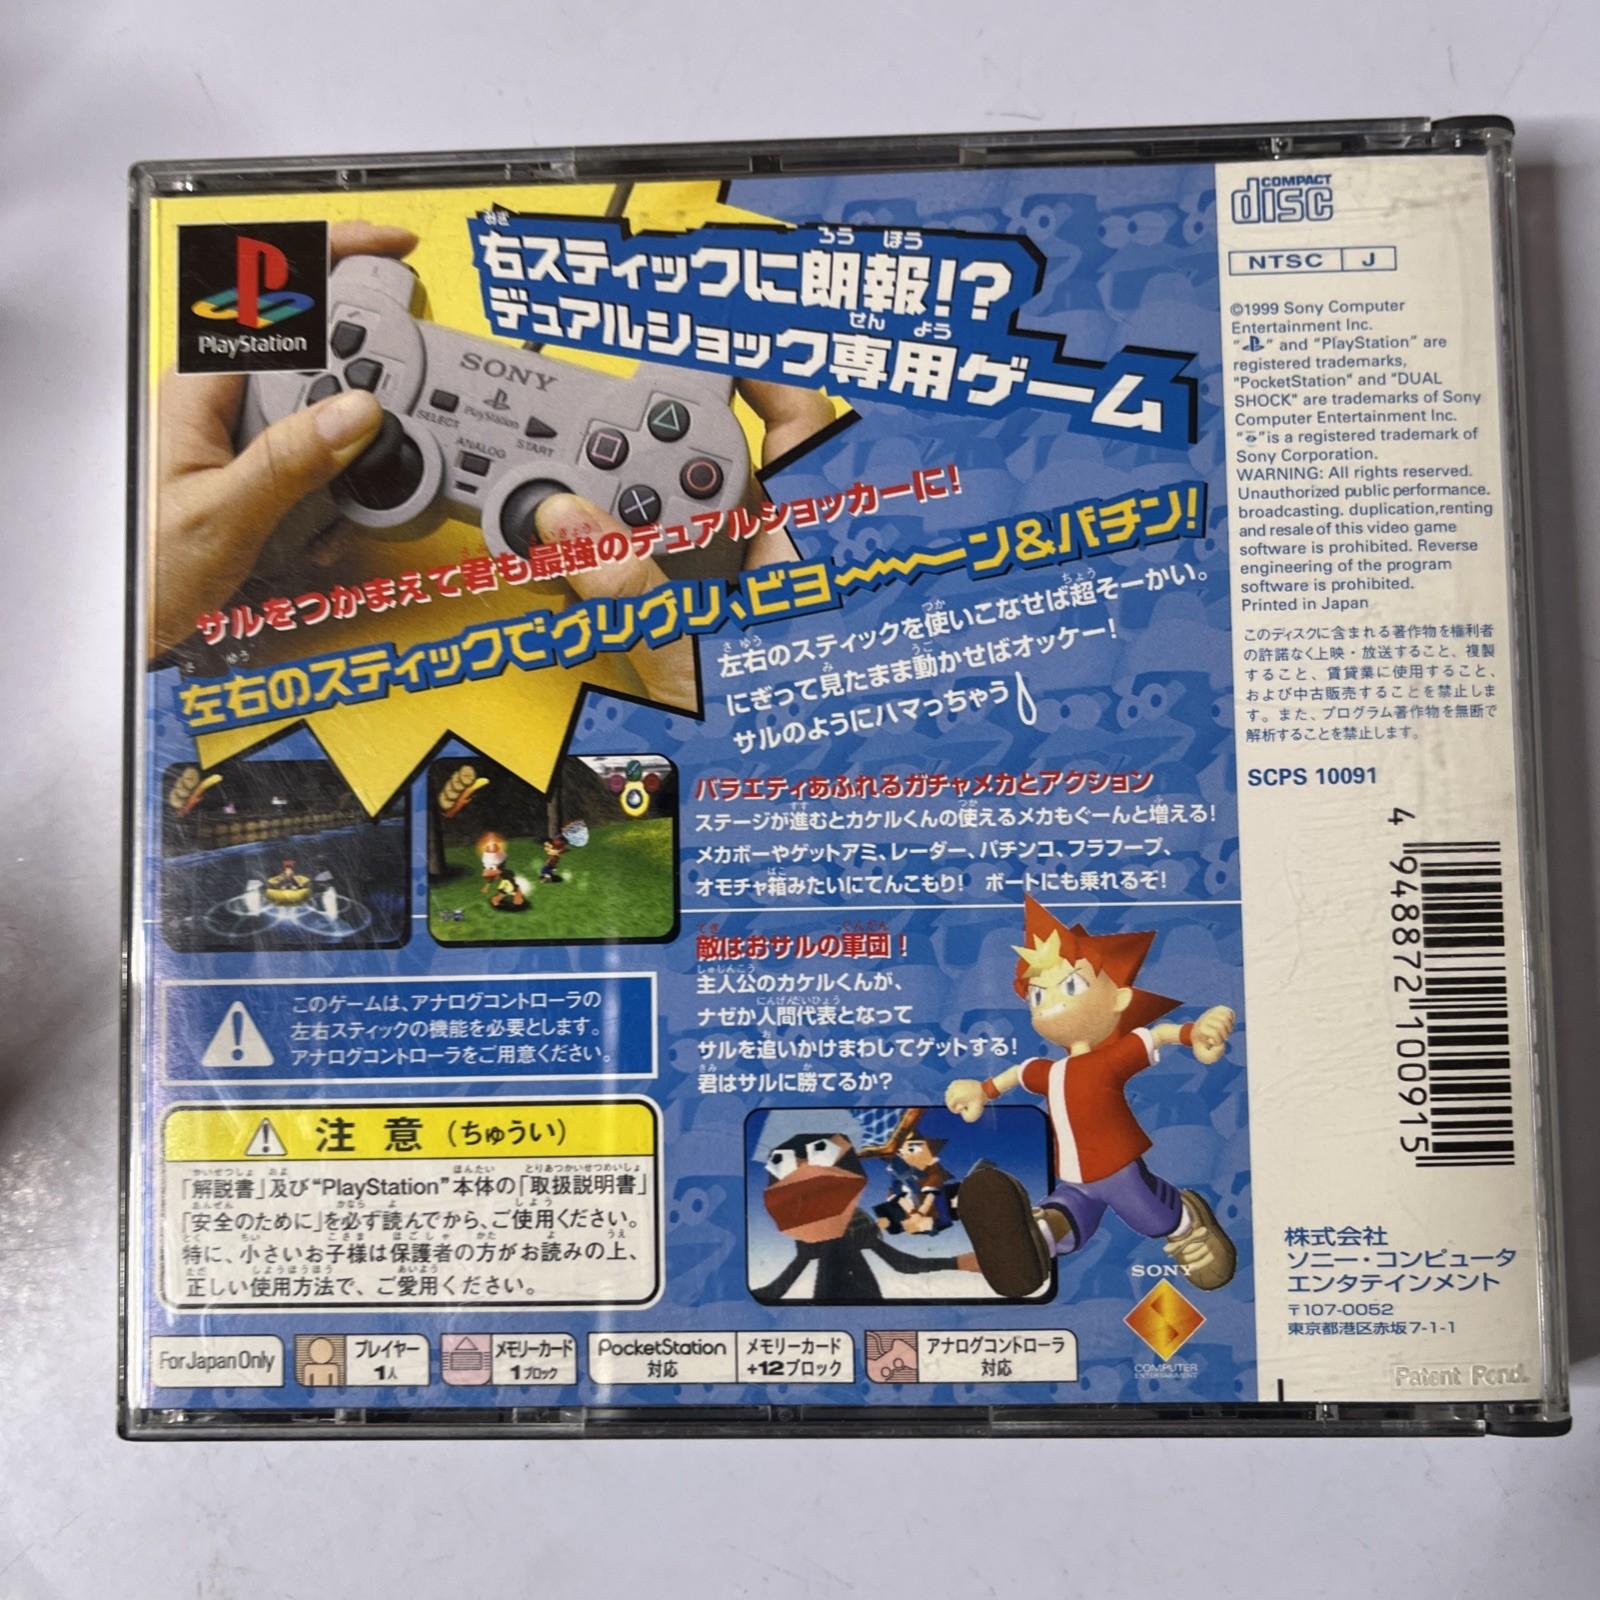 PlayStation
右スティックに朗報!?
みぎ ろうほう
デュアルショック専用ゲーム
せんよう
SONY
PlayStation
SELECT
START
ANALOG
サルをつかまえて君も最強のデュアルショッカーに!
左右のスティックでグリグリ、ビヨ〜〜〜ーン&パチン!
さゆう
左右のスティックを使いこなせば超そーかい。
にぎって見たまま動かせばオッケー!
サルのようにハマっちゃう
バラエティあふれるガチャメカとアクション
ステージが進むとカケルくんの使えるメカもぐーんと増える!
メカボーやゲットアミ、レーダー、パチンコ、フラフープ、
オモチャ箱みたいにてんこもり! ボートにも乗れるぞ!
敵はおサルの軍団!
主人公のカケルくんが、
ナゼか人間代表となって
サルを追いかけまわしてゲットする!
君はサルに勝てるか?
このゲームは、アナログコントローラの
左右スティックの機能を必要とします。
アナログコントローラをご用意ください。
注意(ちゅうい)
「解説書」及び“PlayStation”本体の「取扱説明書」
「安全のために」を必ず読んでから、ご使用ください。
特に、小さいお子様は保護者の方がお読みの上、
正しい使用方法で、ご愛用ください。
For Japan Only
プレイヤー
1人
メモリーカード
1ブロック
PocketStation
対応
メモリーカード
+12ブロック
アナログコントローラ
対応
SONY
COMPUTER
ENTERTAINMENT
COMPACT
disc
NTSC J
©1999 Sony Computer
Entertainment Inc.
“ ” and “PlayStation” are
registered trademarks,
“PocketStation” and “DUAL
SHOCK” are trademarks of Sony
Computer Entertainment Inc.
“ ” is a registered trademark of
Sony Corporation.
WARNING: All rights reserved.
Unauthorized public performance.
broadcasting. duplication,renting
and resale of this video game
software is prohibited. Reverse
engineering of the program
software is prohibited.
Printed in Japan
このディスクに含まれる著作物を権利者
の許諾なく上映・放送すること、複製
すること、賃貸業に使用すること、
および中古販売することを禁止しま
す。また、プログラム著作物を無断で
解析することを禁止します。
SCPS 10091
4 948872 100915
株式会社
ソニー・コンピュータ
エンタテインメント
〒107-0052
東京都港区赤坂7-1-1
Patent Pend.